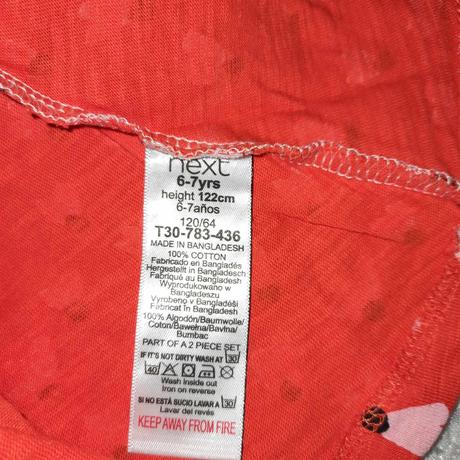 next
6-7yrs
height 122cm
6-7años
120/64
T30-783-436
MADE IN BANGLADESH
100% COTTON
Fabricado en Bangladés
Hergestellt in Bangladesch
Fabriqué au Bangladesh
Wyprodukowano w
Bangladeszu
Vyrobeno v Bangladéši
Fabricat în Bangladesh
100% Algodón/Baumwolle/
Coton/Bawełna/Bavlna/
Bumbac
PART OF A 2 PIECE SET
IF IT'S NOT DIRTY WASH AT 30
40
Wash inside out
Iron on reverse
SI NO ESTÁ SUCIO LAVAR A 30
Lavar del revés
KEEP AWAY FROM FIRE